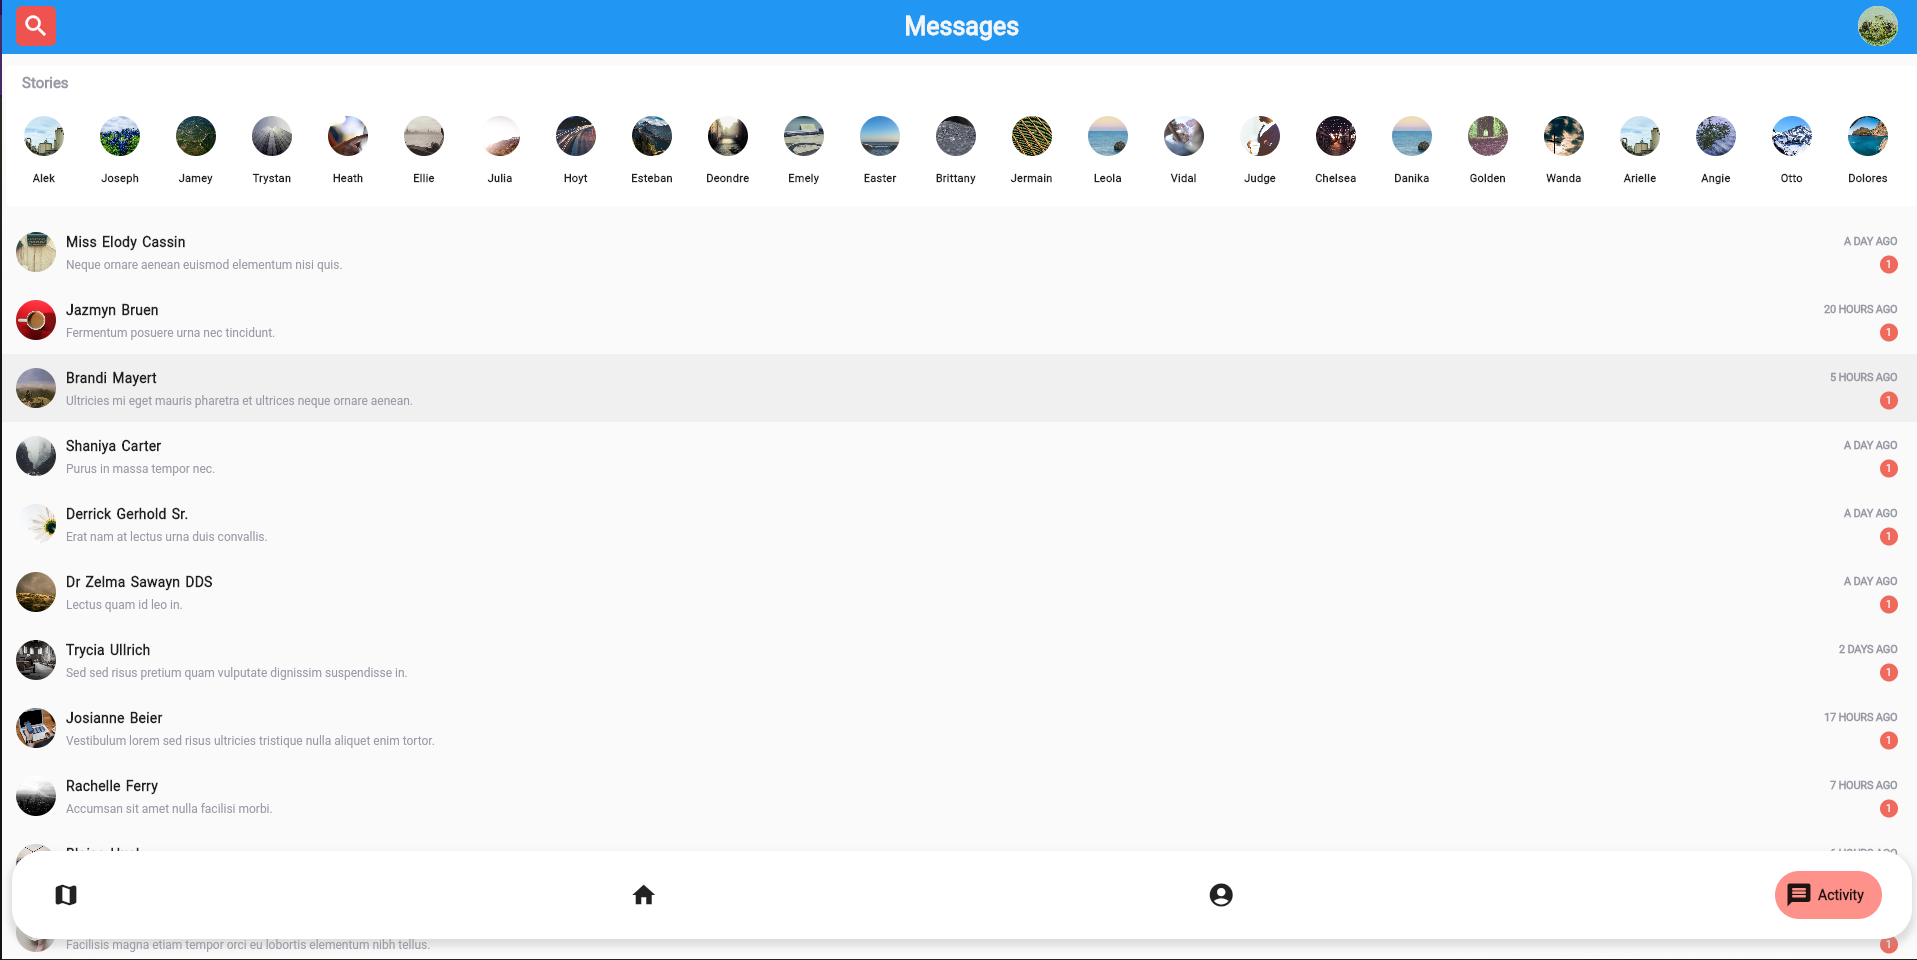 Messages
Stories
Alek Joseph Jamey Trystan Heath Ellie Julia Hoyt Esteban Deondre Emely Easter Brittany Jermain Leola Vidal Judge Chelsea Danika Golden Wanda Arielle Angie Otto Dolores
Miss Elody Cassin A DAY AGO
Neque ornare aenean euismod elementum nisi quis. 1
Jazmyn Bruen 20 HOURS AGO
Fermentum posuere urna nec tincidunt. 1
Brandi Mayert 5 HOURS AGO
Ultricies mi eget mauris pharetra et ultrices neque ornare aenean. 1
Shaniya Carter A DAY AGO
Purus in massa tempor nec. 1
Derrick Gerhold Sr. A DAY AGO
Erat nam at lectus urna duis convallis. 1
Dr Zelma Sawayn DDS A DAY AGO
Lectus quam id leo in. 1
Trycia Ullrich 2 DAYS AGO
Sed sed risus pretium quam vulputate dignissim suspendisse in. 1
Josianne Beier 17 HOURS AGO
Vestibulum lorem sed risus ultricies tristique nulla aliquet enim tortor. 1
Rachelle Ferry 7 HOURS AGO
Accumsan sit amet nulla facilisi morbi. 1
HOURS AGO
Activity
Facilisis magna etiam tempor orci eu lobortis elementum nibh tellus. 1